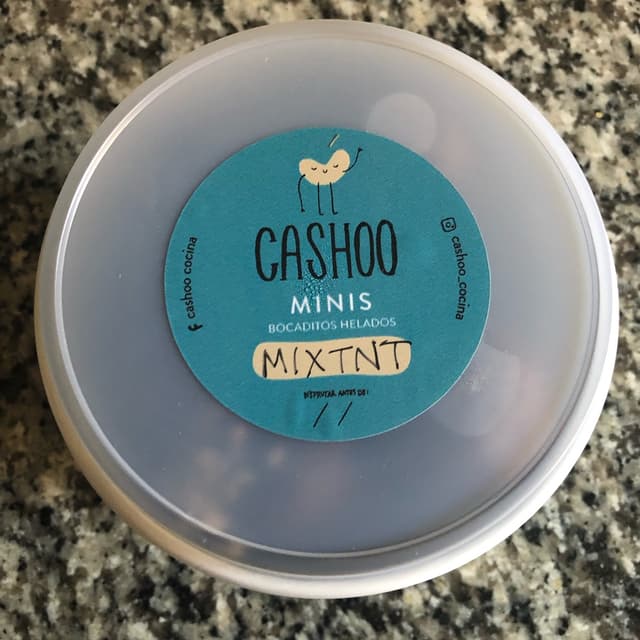 CASHOO
MINIS
BOCADITOS HELADOS
MIXTNT
DISFRUTAR ANTES DE:
/ /
cashoo cocina
cashoo_cocina